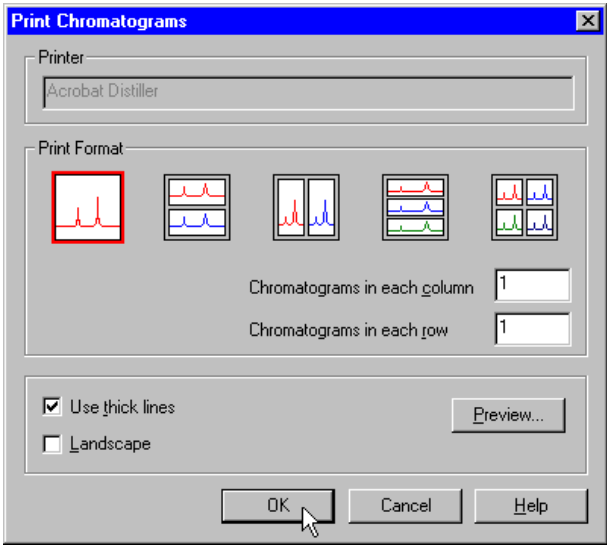 Print Chromatograms
Printer
Acrobat Distiller
Print Format
Chromatograms in each column 1
Chromatograms in each row 1
Use thick lines
Preview...
Landscape
OK Cancel Help